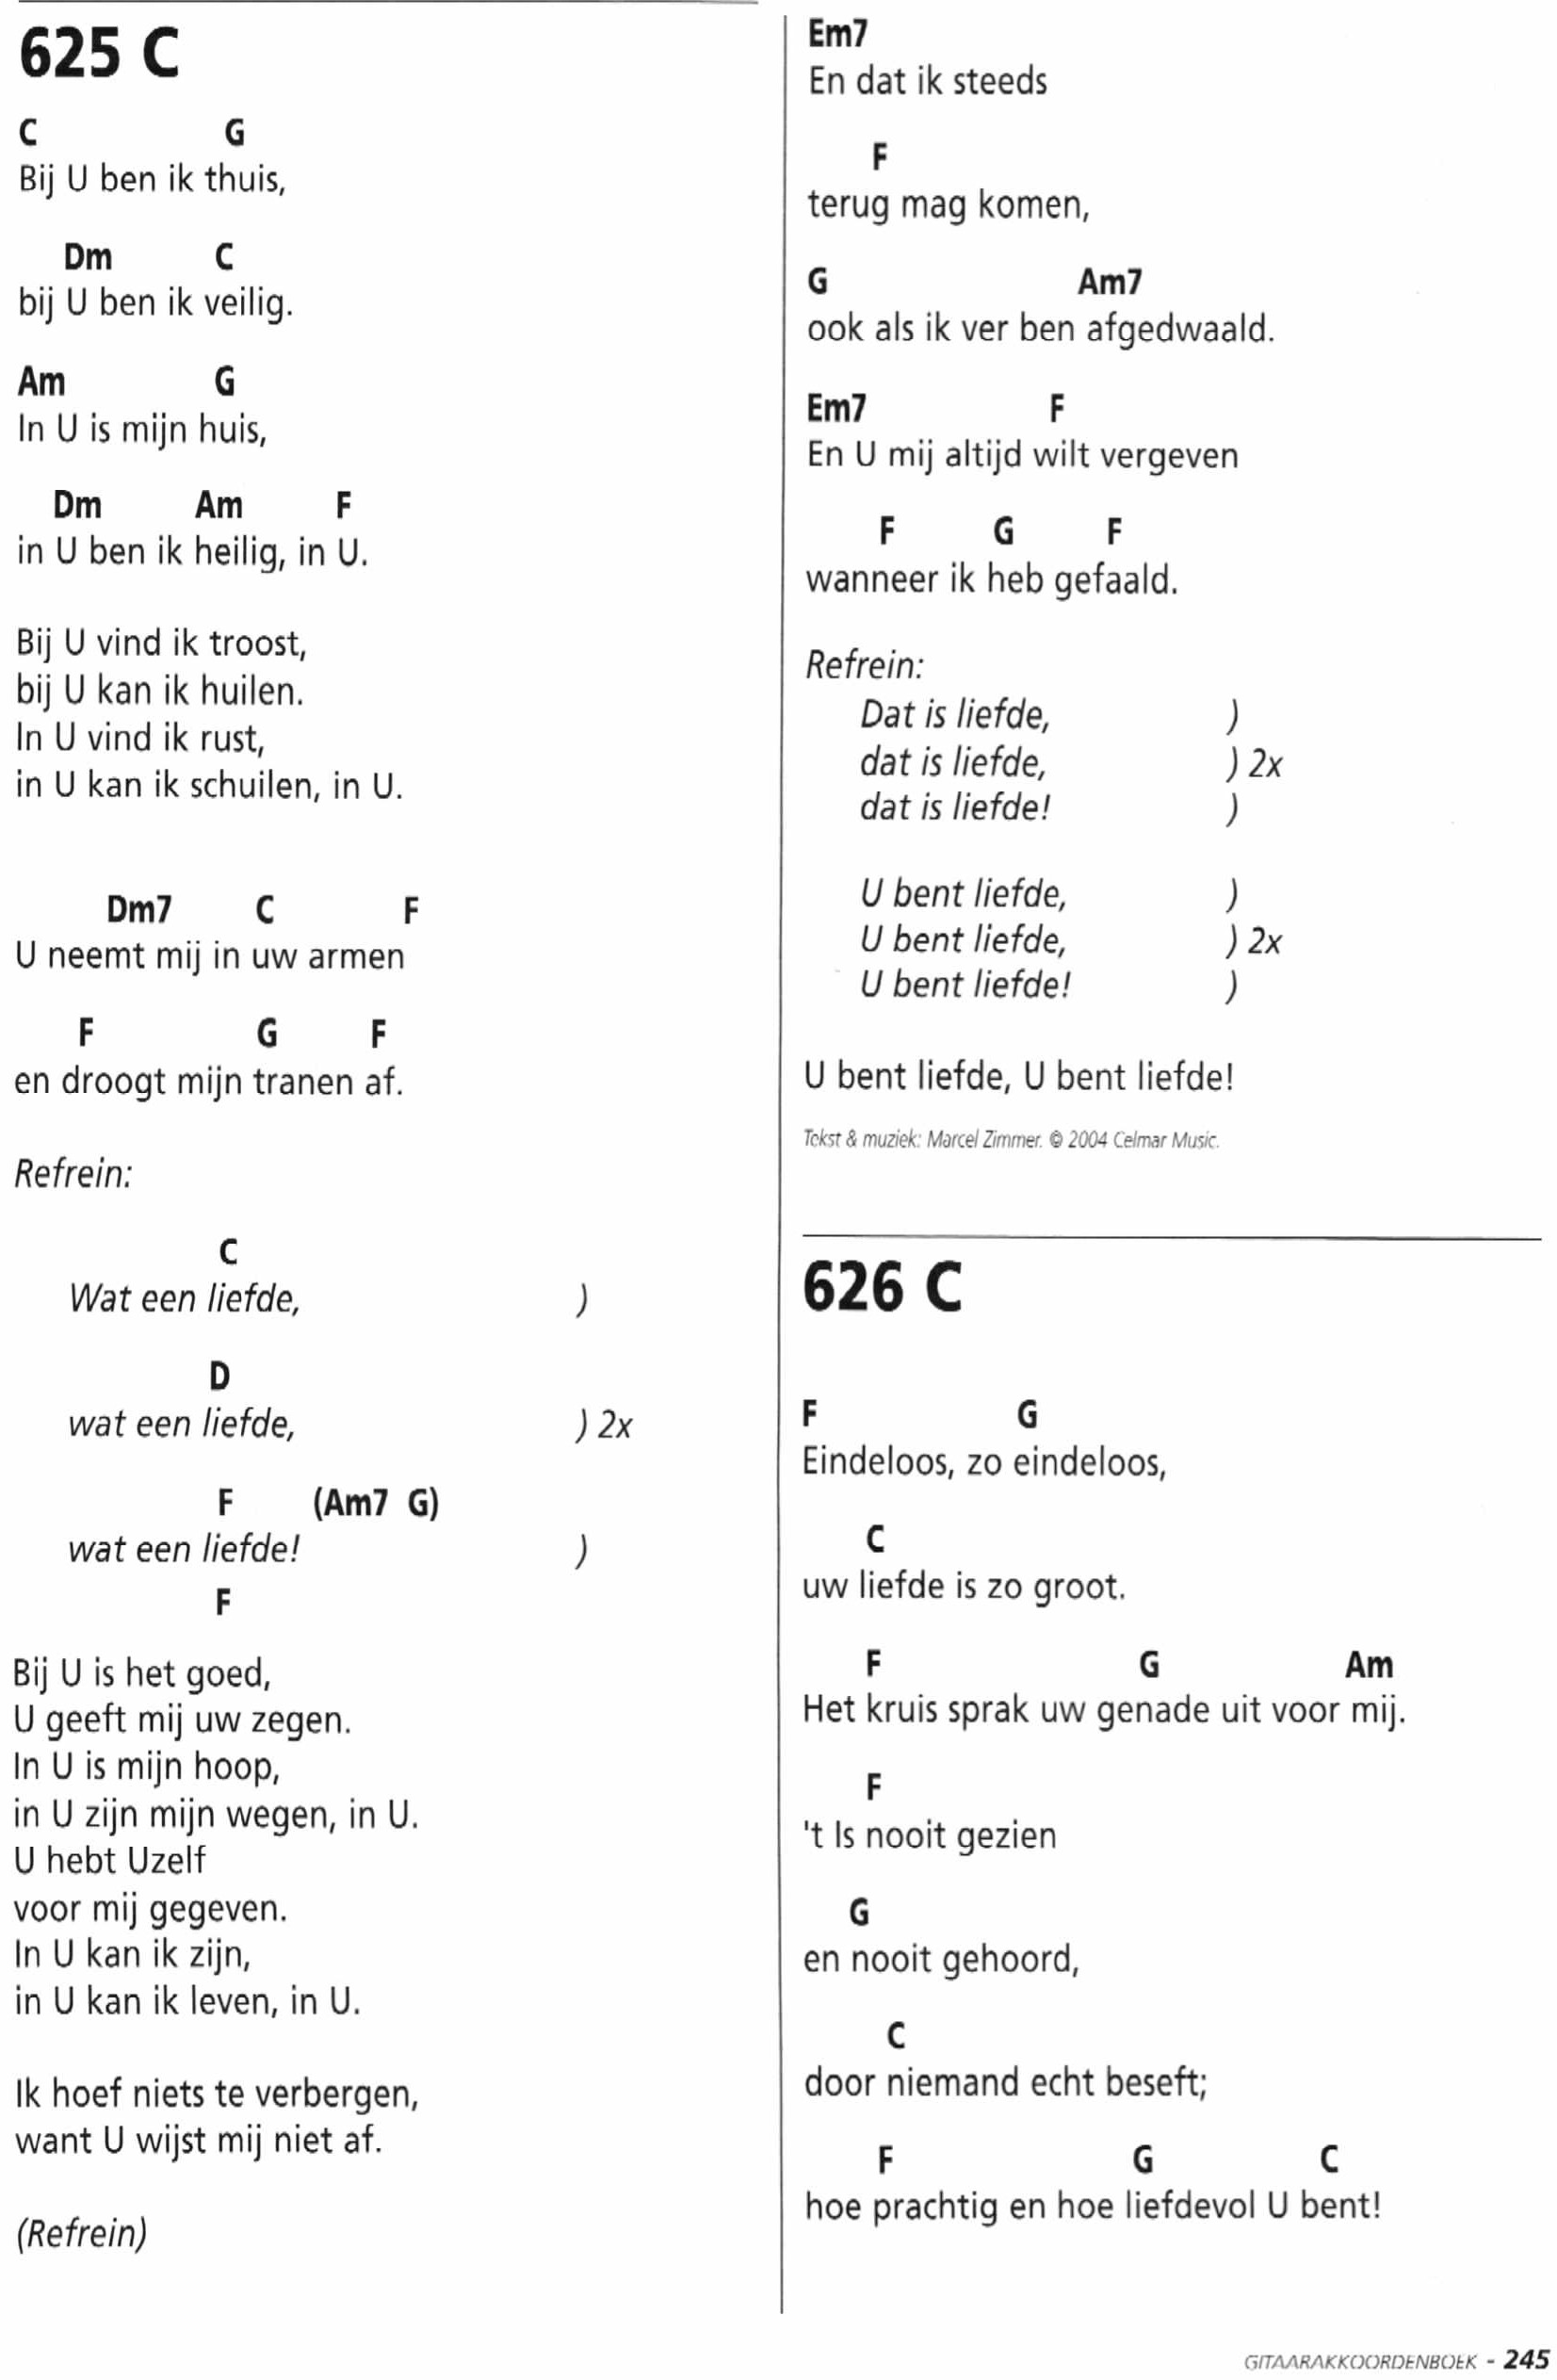 625 C
C G
Bij U ben ik thuis,
Dm C
bij U ben ik veilig.
Am G
In U is mijn huis,
Dm Am F
in U ben ik heilig, in U.
Bij U vind ik troost,
bij U kan ik huilen.
In U vind ik rust,
in U kan ik schuilen, in U.
Dm7 C F
U neemt mij in uw armen
F G F
en droogt mijn tranen af.
Refrein:
C
Wat een liefde, )
D
wat een liefde, ) 2x
F (Am7 G)
wat een liefde! )
F
Bij U is het goed,
U geeft mij uw zegen.
In U is mijn hoop,
in U zijn mijn wegen, in U.
U hebt Uzelf
voor mij gegeven.
In U kan ik zijn,
in U kan ik leven, in U.
Ik hoef niets te verbergen,
want U wijst mij niet af.
(Refrein)
Em7
En dat ik steeds
F
terug mag komen,
G Am7
ook als ik ver ben afgedwaald.
Em7 F
En U mij altijd wilt vergeven
F G F
wanneer ik heb gefaald.
Refrein:
Dat is liefde, )
dat is liefde, ) 2x
dat is liefde! )
U bent liefde, )
U bent liefde, ) 2x
U bent liefde! )
U bent liefde, U bent liefde!
Tekst & muziek: Marcel Zimmer. © 2004 Celmar Music.
626 C
F G
Eindeloos, zo eindeloos,
C
uw liefde is zo groot.
F G Am
Het kruis sprak uw genade uit voor mij.
F
't Is nooit gezien
G
en nooit gehoord,
C
door niemand echt beseft;
F G C
hoe prachtig en hoe liefdevol U bent!
GITAARAKKOORDENBOEK - 245